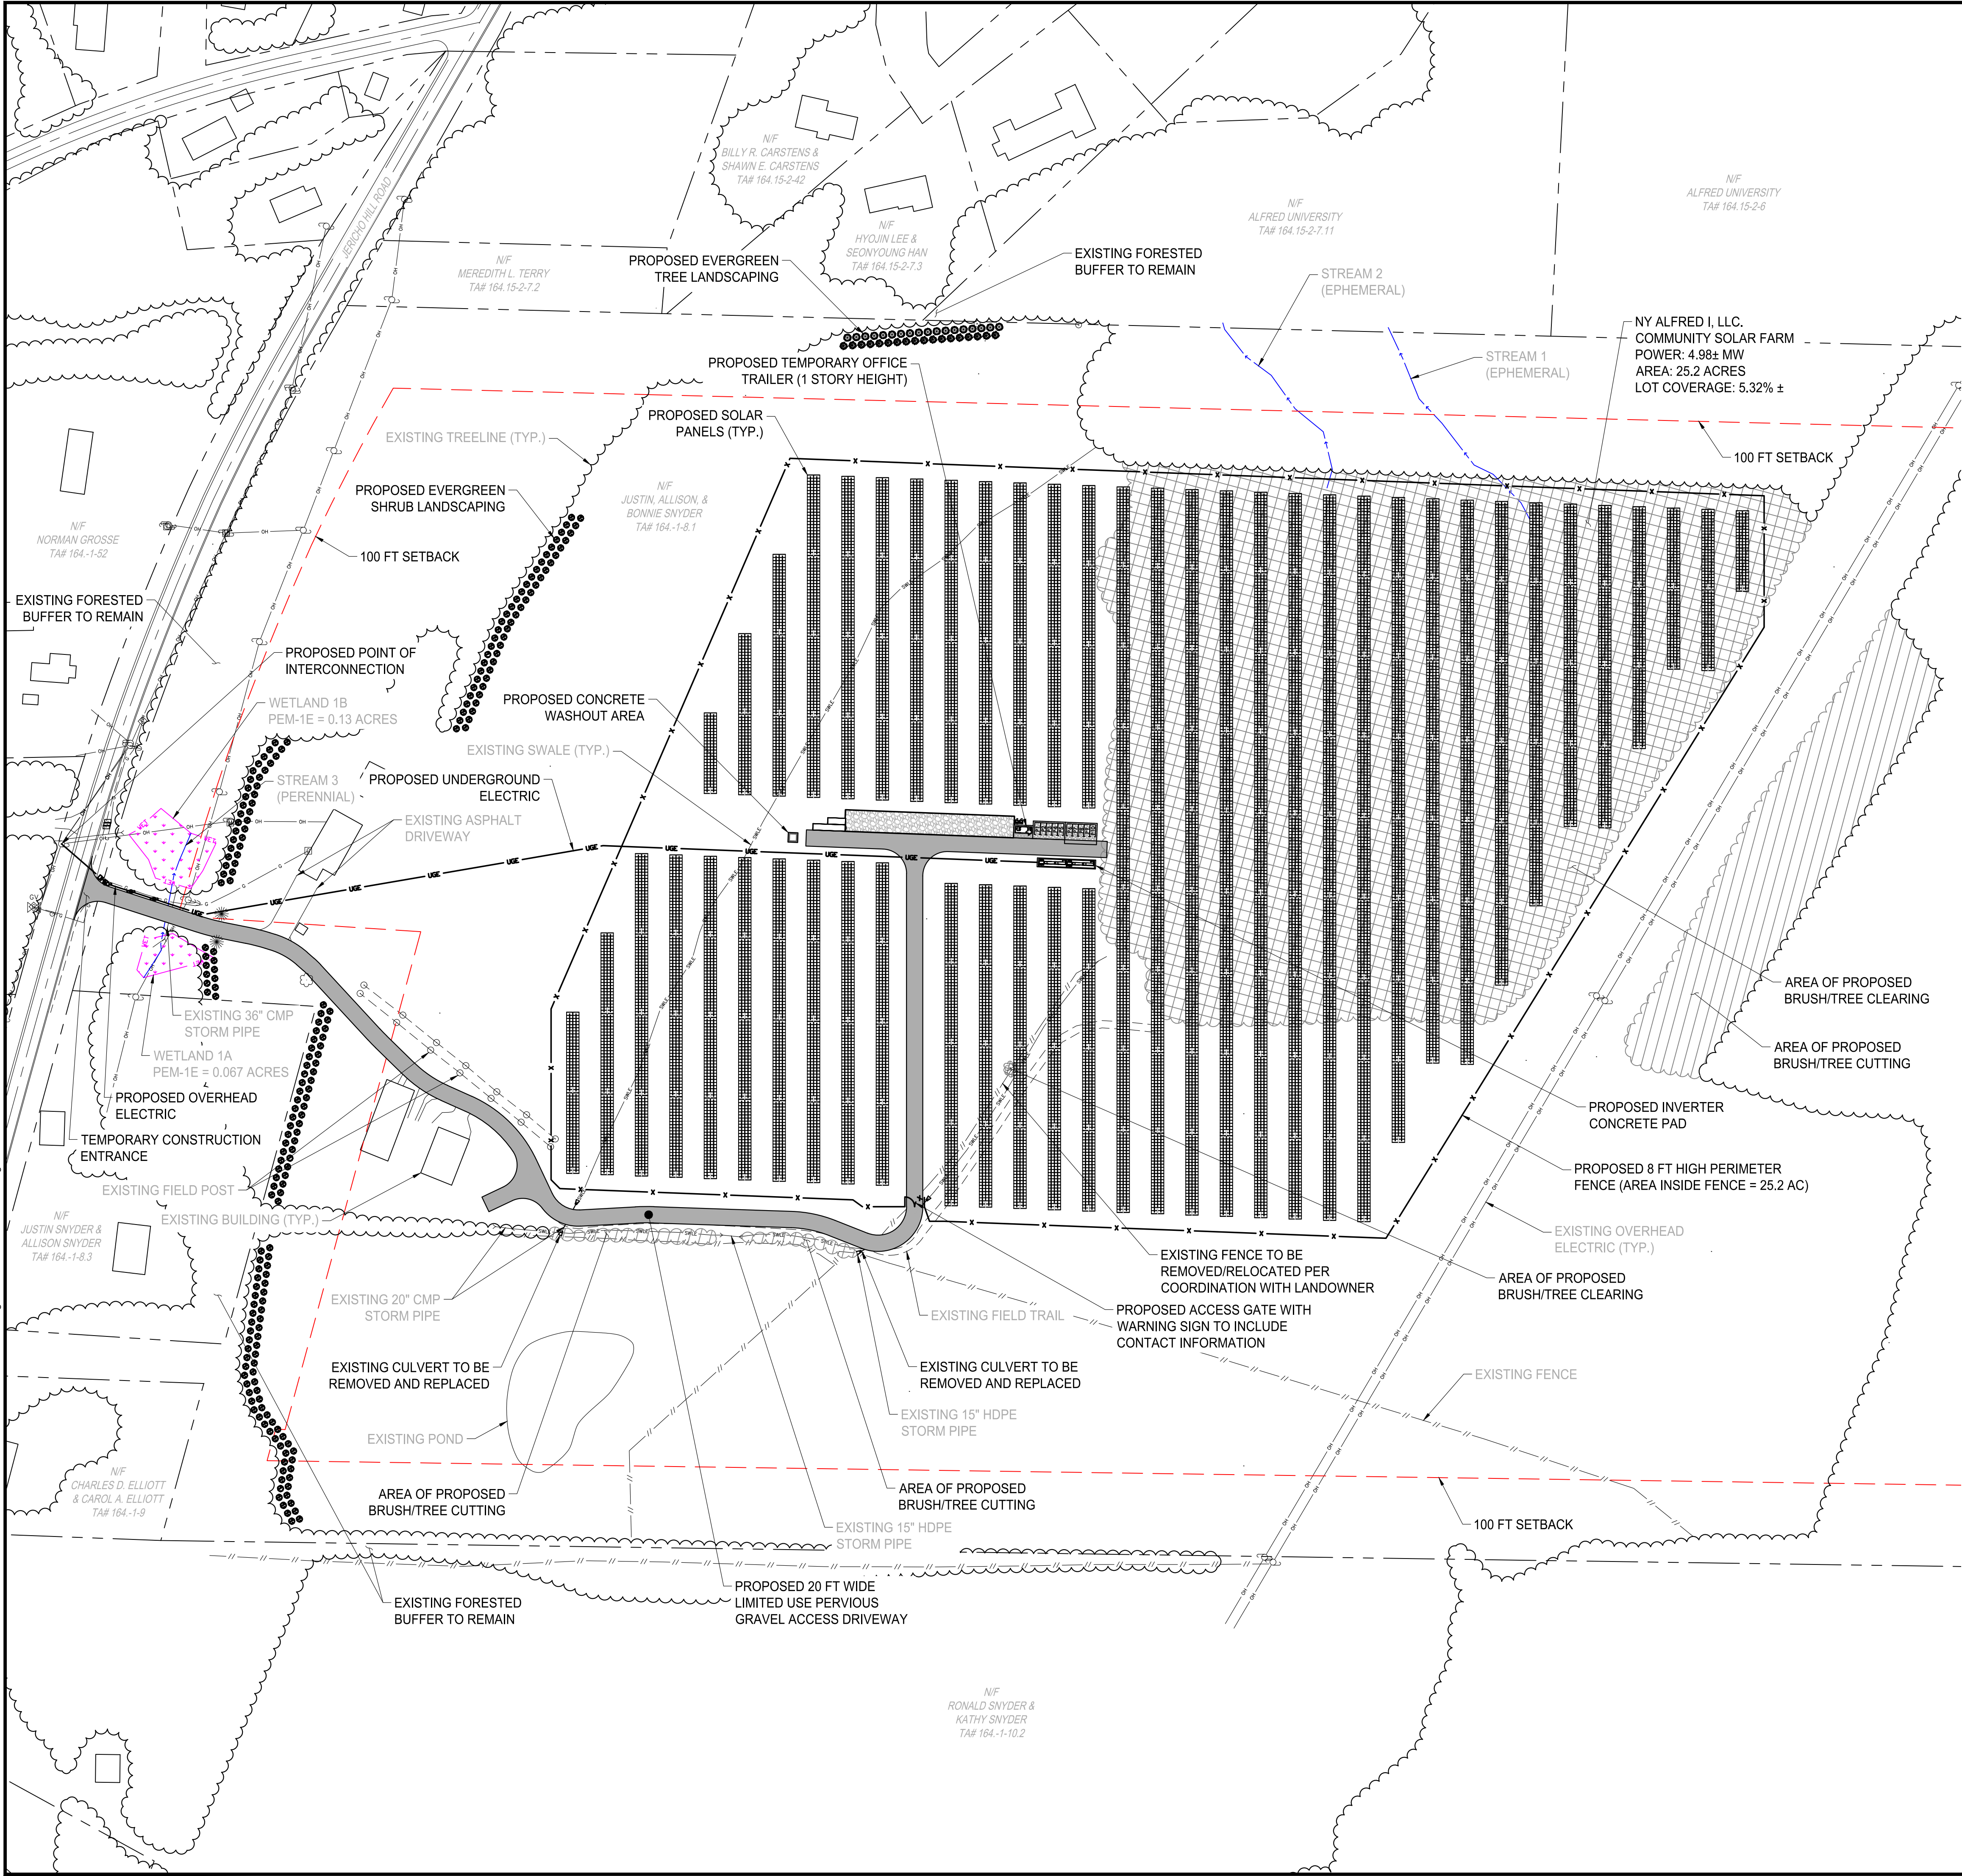 N/F
BILLY R. CARSTENS &
SHAWN E. CARSTENS
TA# 164.15-2-42
N/F
ALFRED UNIVERSITY
TA# 164.15-2-6
N/F
ALFRED UNIVERSITY
TA# 164.15-2-7.11
JERICHO HILL ROAD
N/F
HYOJIN LEE &
SEONYOUNG HAN
TA# 164.15-2-7.3
N/F
MEREDITH L. TERRY
TA# 164.15-2-7.2
PROPOSED EVERGREEN
TREE LANDSCAPING
EXISTING FORESTED
BUFFER TO REMAIN
STREAM 2
(EPHEMERAL)
NY ALFRED I, LLC.
COMMUNITY SOLAR FARM
POWER: 4.98± MW
AREA: 25.2 ACRES
LOT COVERAGE: 5.32% ±
STREAM 1
(EPHEMERAL)
PROPOSED TEMPORARY OFFICE
TRAILER (1 STORY HEIGHT)
PROPOSED SOLAR
PANELS (TYP.)
EXISTING TREELINE (TYP.)
100 FT SETBACK
PROPOSED EVERGREEN
SHRUB LANDSCAPING
N/F
JUSTIN, ALLISON, &
BONNIE SNYDER
TA# 164.-1-8.1
N/F
NORMAN GROSSE
TA# 164.-1-52
100 FT SETBACK
EXISTING FORESTED
BUFFER TO REMAIN
PROPOSED POINT OF
INTERCONNECTION
WETLAND 1B
PEM-1E = 0.13 ACRES
PROPOSED CONCRETE
WASHOUT AREA
EXISTING SWALE (TYP.)
STREAM 3
(PERENNIAL)
PROPOSED UNDERGROUND
ELECTRIC
EXISTING ASPHALT
DRIVEWAY
UGE UGE UGE UGE UGE UGE UGE UGE
EXISTING 36" CMP
STORM PIPE
WETLAND 1A
PEM-1E = 0.067 ACRES
PROPOSED OVERHEAD
ELECTRIC
TEMPORARY CONSTRUCTION
ENTRANCE
EXISTING FIELD POST
EXISTING BUILDING (TYP.)
N/F
JUSTIN SNYDER &
ALLISON SNYDER
TA# 164.-1-8.3
AREA OF PROPOSED
BRUSH/TREE CLEARING
AREA OF PROPOSED
BRUSH/TREE CUTTING
PROPOSED INVERTER
CONCRETE PAD
PROPOSED 8 FT HIGH PERIMETER
FENCE (AREA INSIDE FENCE = 25.2 AC)
EXISTING OVERHEAD
ELECTRIC (TYP.)
EXISTING FENCE TO BE
REMOVED/RELOCATED PER
COORDINATION WITH LANDOWNER
AREA OF PROPOSED
BRUSH/TREE CLEARING
EXISTING 20" CMP
STORM PIPE
EXISTING FIELD TRAIL
PROPOSED ACCESS GATE WITH
WARNING SIGN TO INCLUDE
CONTACT INFORMATION
EXISTING CULVERT TO BE
REMOVED AND REPLACED
EXISTING CULVERT TO BE
REMOVED AND REPLACED
EXISTING FENCE
EXISTING 15" HDPE
STORM PIPE
EXISTING POND
N/F
CHARLES D. ELLIOTT
& CAROL A. ELLIOTT
TA# 164.-1-9
AREA OF PROPOSED
BRUSH/TREE CUTTING
AREA OF PROPOSED
BRUSH/TREE CUTTING
EXISTING 15" HDPE
STORM PIPE
100 FT SETBACK
EXISTING FORESTED
BUFFER TO REMAIN
PROPOSED 20 FT WIDE
LIMITED USE PERVIOUS
GRAVEL ACCESS DRIVEWAY
N/F
RONALD SNYDER &
KATHY SNYDER
TA# 164.-1-10.2